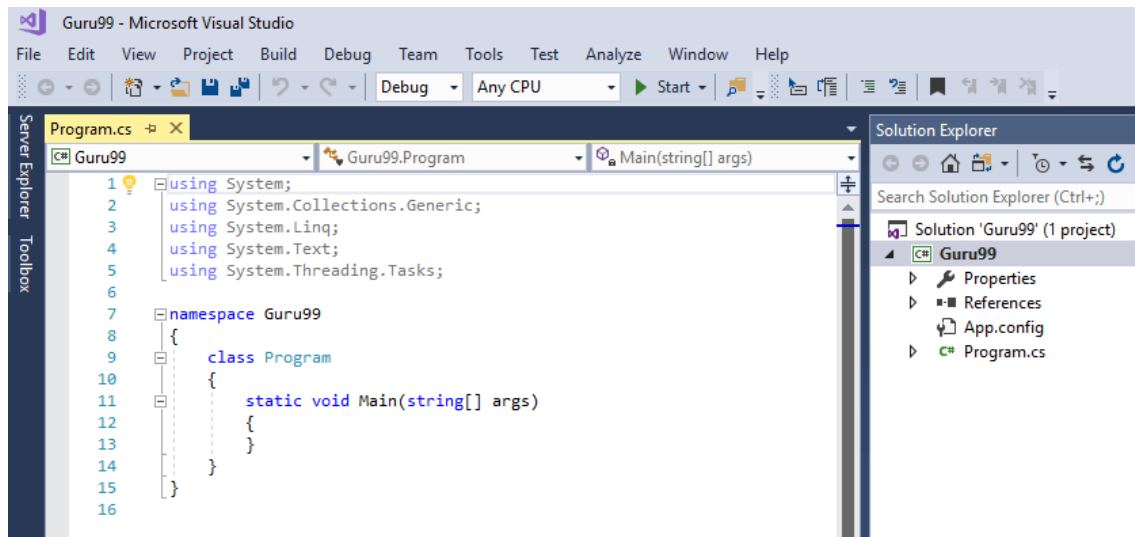 Guru99 - Microsoft Visual Studio
File Edit View Project Build Debug Team Tools Test Analyze Window Help
Debug Any CPU Start
Server Explorer
Toolbox
Program.cs
C# Guru99 Guru99.Program Main(string[] args)
1 using System;
2 using System.Collections.Generic;
3 using System.Linq;
4 using System.Text;
5 using System.Threading.Tasks;
6
7 namespace Guru99
8 {
9 class Program
10 {
11 static void Main(string[] args)
12 {
13 }
14 }
15 }
16
Solution Explorer
Search Solution Explorer (Ctrl+;)
Solution 'Guru99' (1 project)
C# Guru99
Properties
References
App.config
C# Program.cs